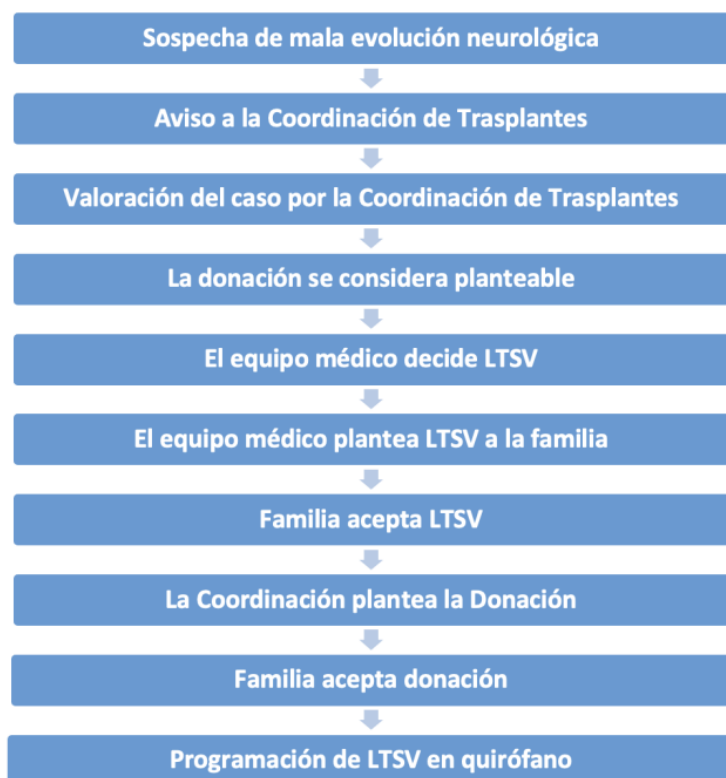 Sospecha de mala evolución neurológica
Aviso a la Coordinación de Trasplantes
Valoración del caso por la Coordinación de Trasplantes
La donación se considera planteable
El equipo médico decide LTSV
El equipo médico plantea LTSV a la familia
Familia acepta LTSV
La Coordinación plantea la Donación
Familia acepta donación
Programación de LTSV en quirófano